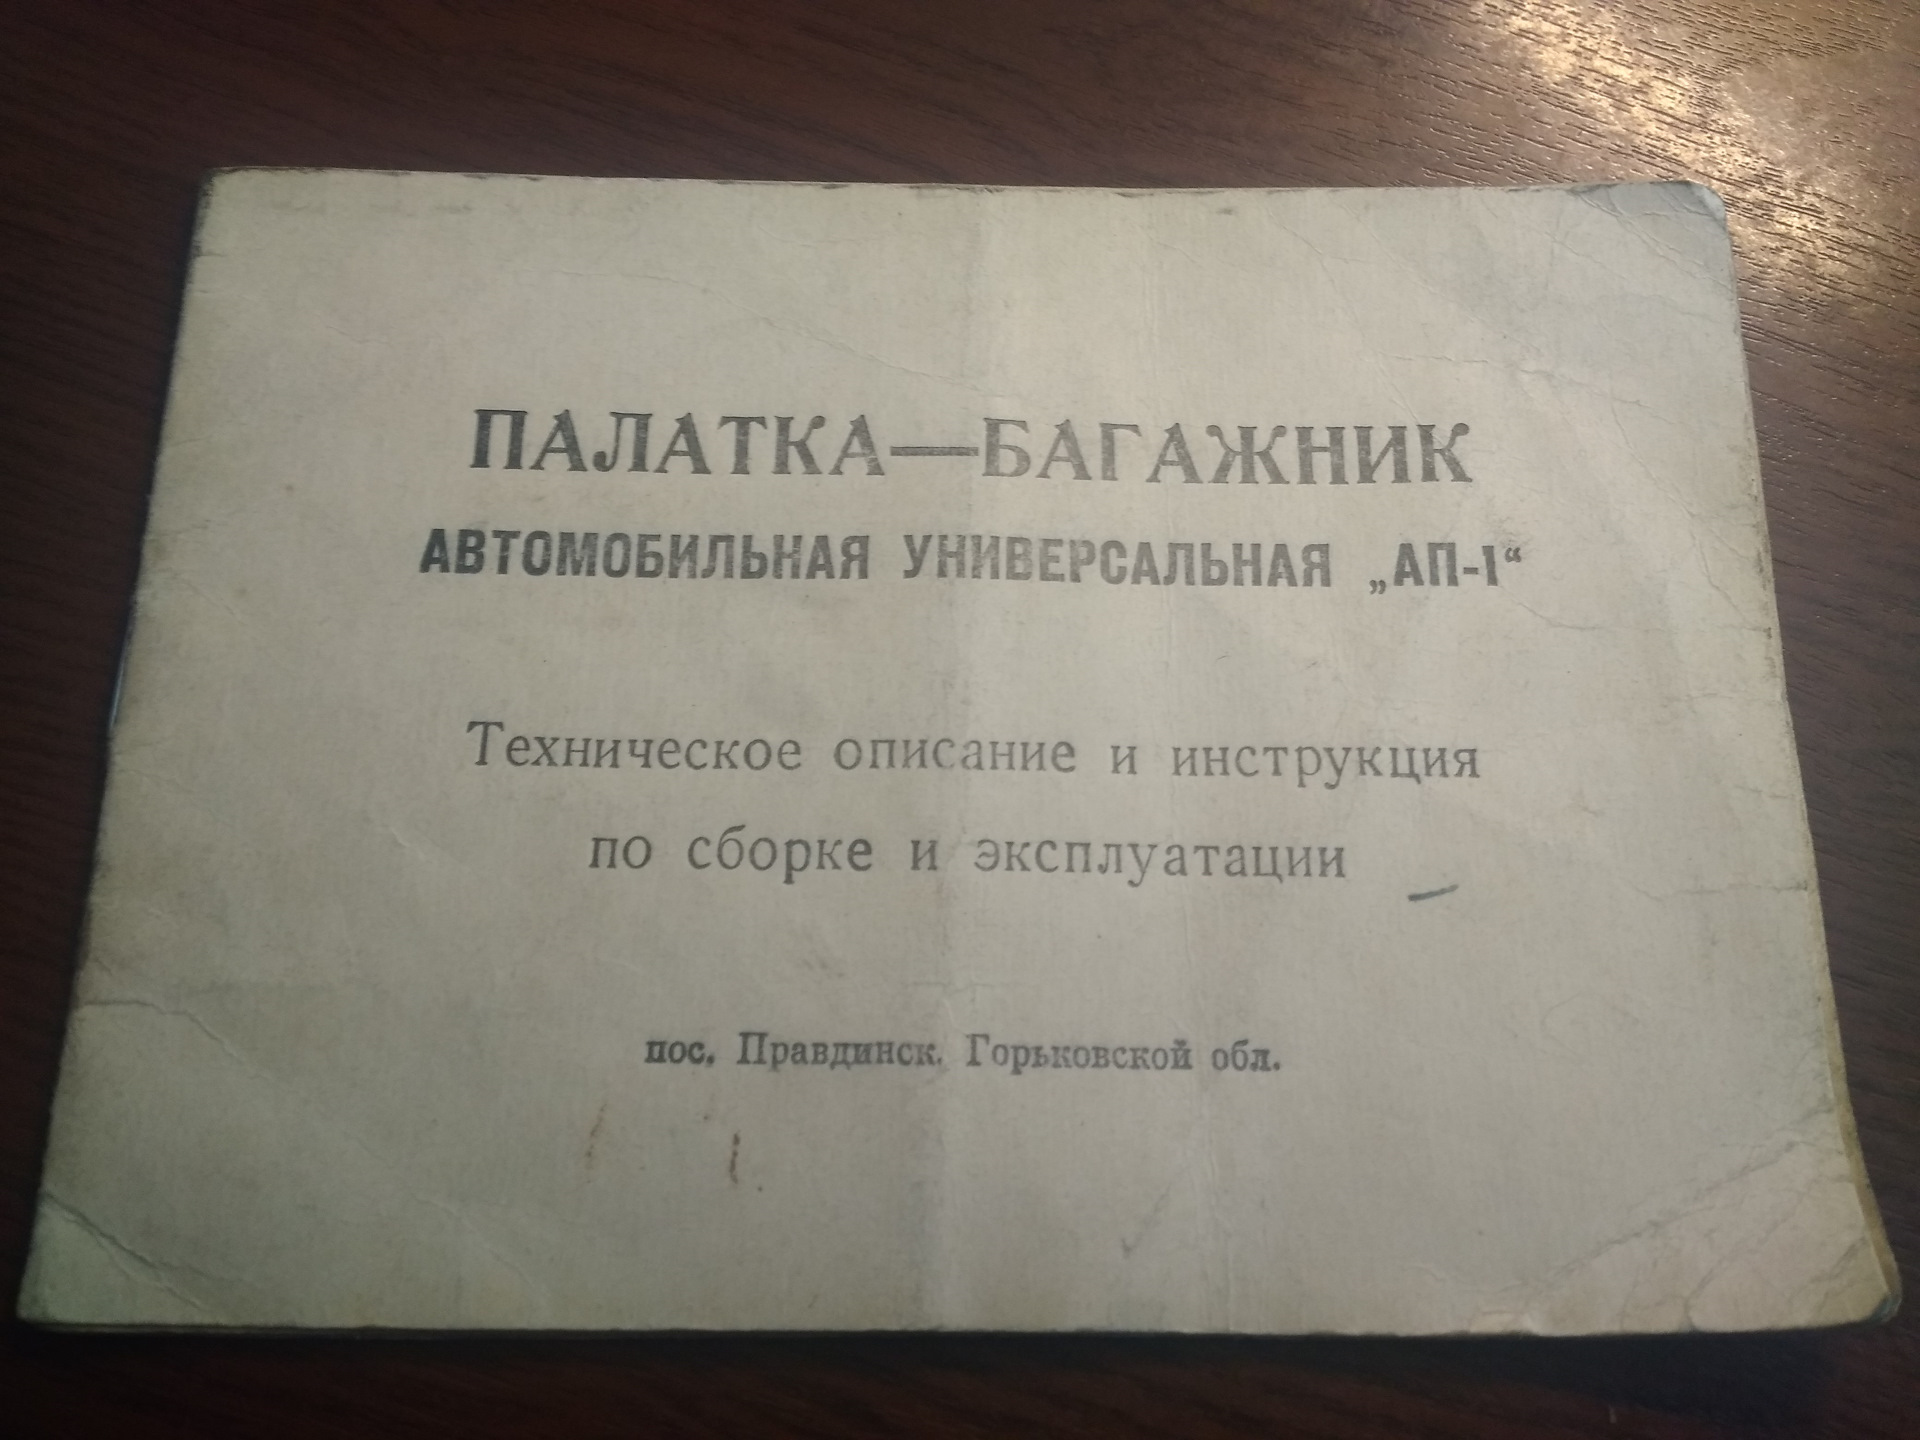 ПАЛАТКА—БАГАЖНИК
АВТОМОБИЛЬНАЯ УНИВЕРСАЛЬНАЯ „АП-1“
Техническое описание и инструкция
по сборке и эксплуатации
пос. Правдинск. Горьковской обл.